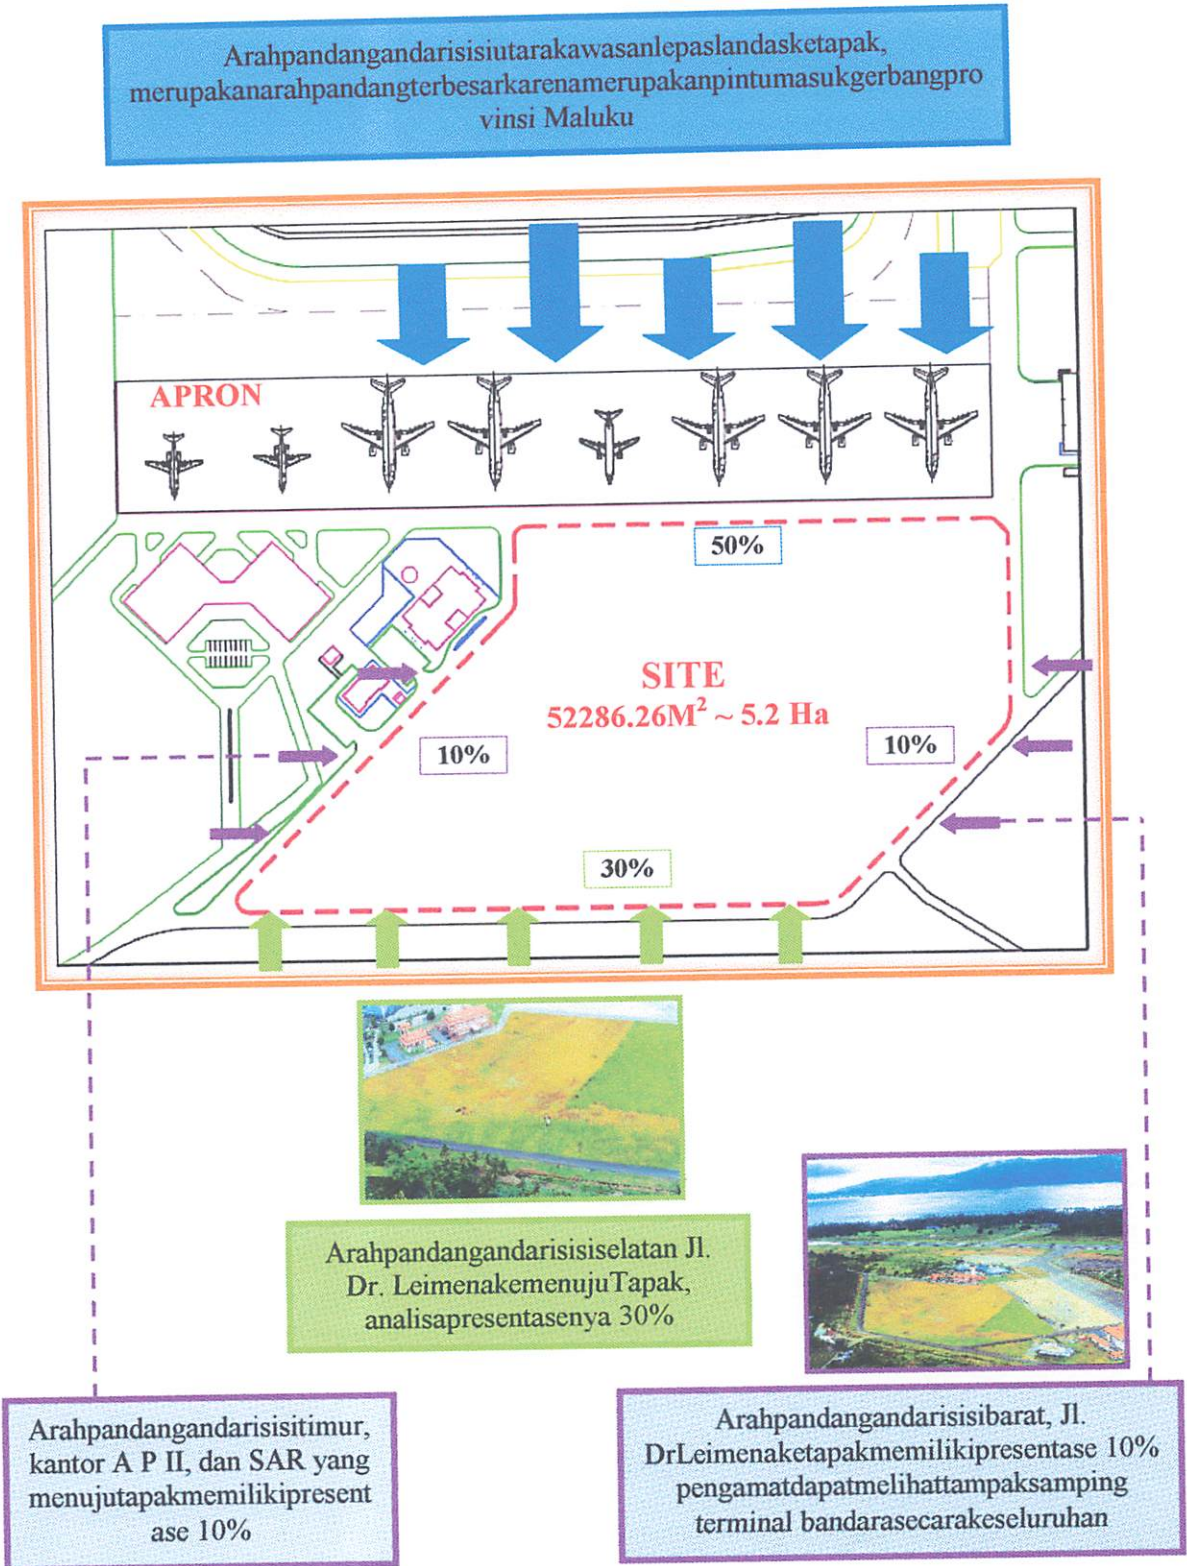 Arahpandangandarisisiutarakawasanlepaslandasketapak,
merupakanarahpandangterbesarkarenamerupakanpintumasukgerbangpro
vinsi Maluku
APRON
50%
SITE
52286.26M² ~ 5.2 Ha
10%
10%
30%
Arahpandangandarisisiselatan Jl.
Dr. LeimenakemenujuTapak,
analisapresentasenya 30%
Arahpandangandarisisitimur,
kantor A P II, dan SAR yang
menujutapakmemilikipresent
ase 10%
Arahpandangandarisisibarat, Jl.
DrLeimenaketapakmemilikipresentase 10%
pengamatdapatmelihattampaksamping
terminal bandarasecarakeseluruhan